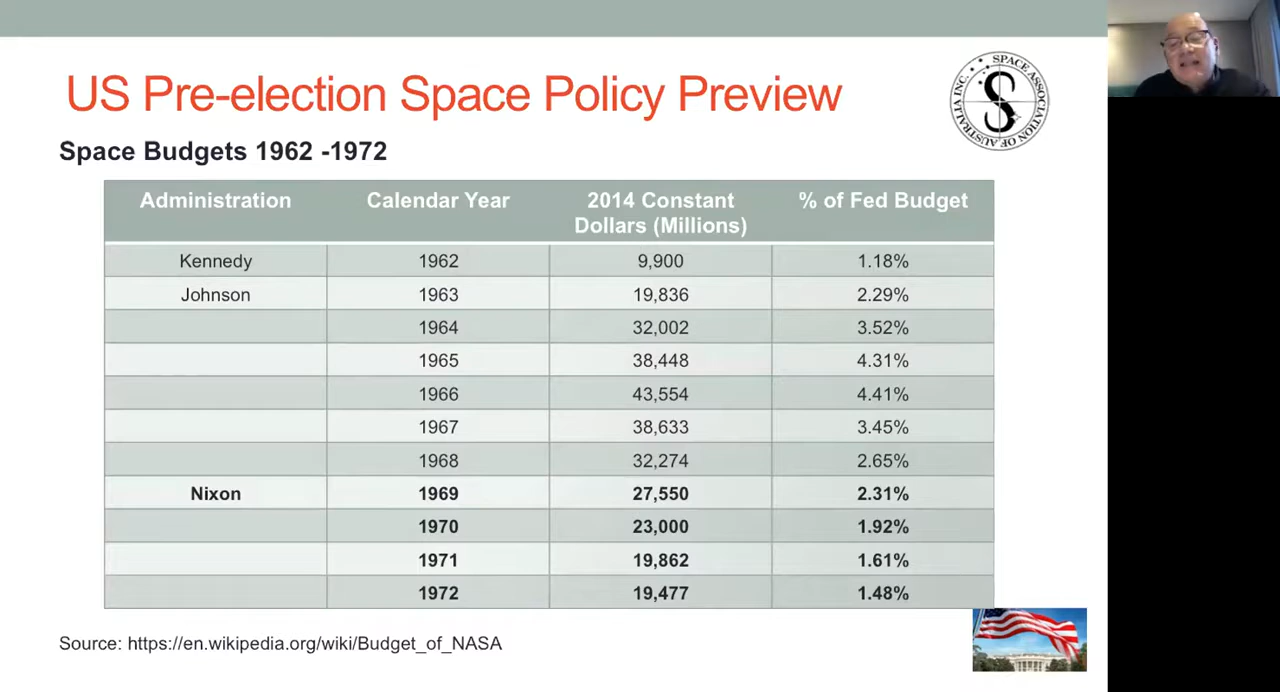 US Pre-election Space Policy Preview
SPACE ASSOCIATION OF AUSTRALIA INC.
S
Space Budgets 1962 -1972
Administration Calendar Year 2014 Constant Dollars (Millions) % of Fed Budget
Kennedy 1962 9,900 1.18%
Johnson 1963 19,836 2.29%
1964 32,002 3.52%
1965 38,448 4.31%
1966 43,554 4.41%
1967 38,633 3.45%
1968 32,274 2.65%
Nixon 1969 27,550 2.31%
1970 23,000 1.92%
1971 19,862 1.61%
1972 19,477 1.48%
Source: https://en.wikipedia.org/wiki/Budget_of_NASA